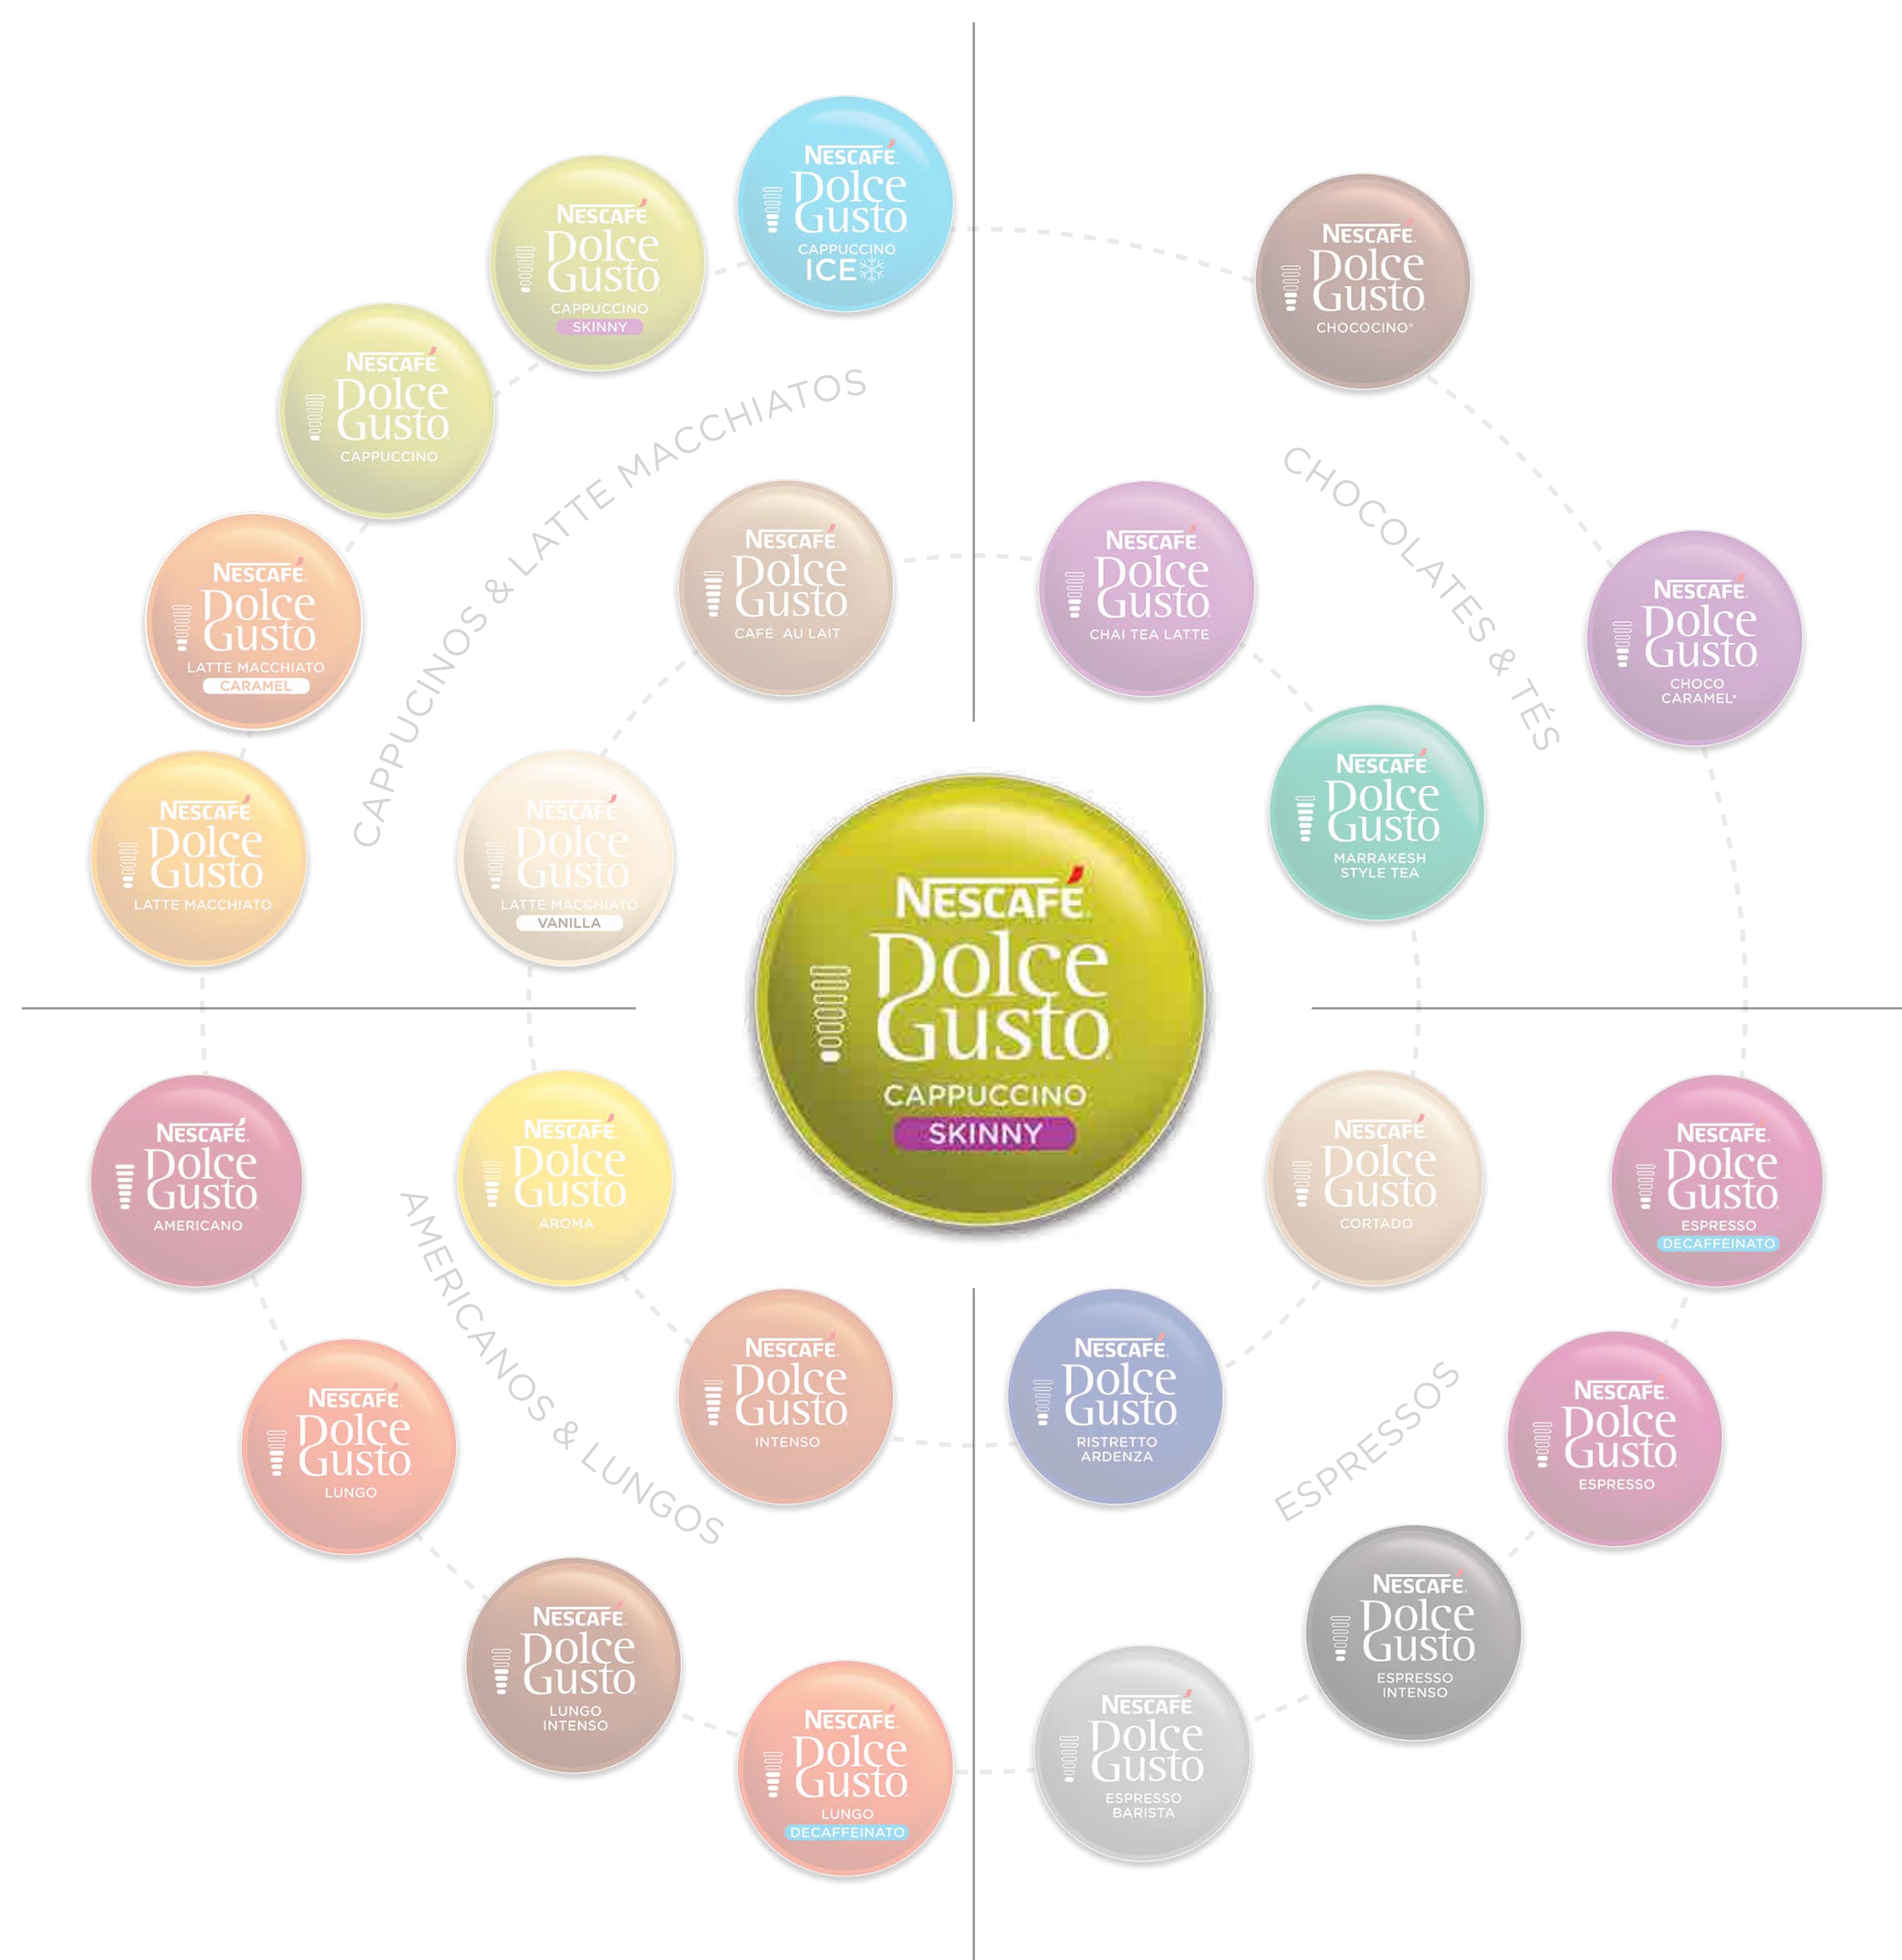 NESCAFÉ.
Dolce
Gusto
CAPPUCCINO
ICE
NESCAFÉ.
Dolce
Gusto
CAPPUCCINO
SKINNY
NESCAFÉ.
Dolce
Gusto
CAPPUCCINO
NESCAFÉ.
Dolce
Gusto
LATTE MACCHIATO
CARAMEL
NESCAFÉ.
Dolce
Gusto
LATTE MACCHIATO
CAPPUCINOS & LATTE MACCHIATOS
NESCAFÉ.
Dolce
Gusto
CAFÉ AU LAIT
NESCAFÉ.
Dolce
Gusto
LATTE MACCHIATO
VANILLA
NESCAFÉ.
Dolce
Gusto
CHOCOCINO®
CHOCOLATES & TÉS
NESCAFÉ.
Dolce
Gusto
CHOCO
CARAMEL*
NESCAFÉ.
Dolce
Gusto
CHAI TEA LATTE
NESCAFÉ.
Dolce
Gusto
MARRAKESH
STYLE TEA
NESCAFÉ.
Dolce
Gusto
CAPPUCCINO
SKINNY
NESCAFÉ.
Dolce
Gusto
AMERICANO
NESCAFÉ.
Dolce
Gusto
AROMA
AMERICANOS & LUNGOS
NESCAFÉ.
Dolce
Gusto
INTENSO
NESCAFÉ.
Dolce
Gusto
LUNGO
NESCAFÉ.
Dolce
Gusto
LUNGO
INTENSO
NESCAFÉ.
Dolce
Gusto
LUNGO
DECAFFEINATO
NESCAFÉ.
Dolce
Gusto
CORTADO
NESCAFÉ.
Dolce
Gusto
ESPRESSO
DECAFFEINATO
NESCAFÉ.
Dolce
Gusto
RISTRETTO
ARDENZA
ESPRESSOS
NESCAFÉ.
Dolce
Gusto
ESPRESSO
NESCAFÉ.
Dolce
Gusto
ESPRESSO
INTENSO
NESCAFÉ.
Dolce
Gusto
ESPRESSO
BARISTA